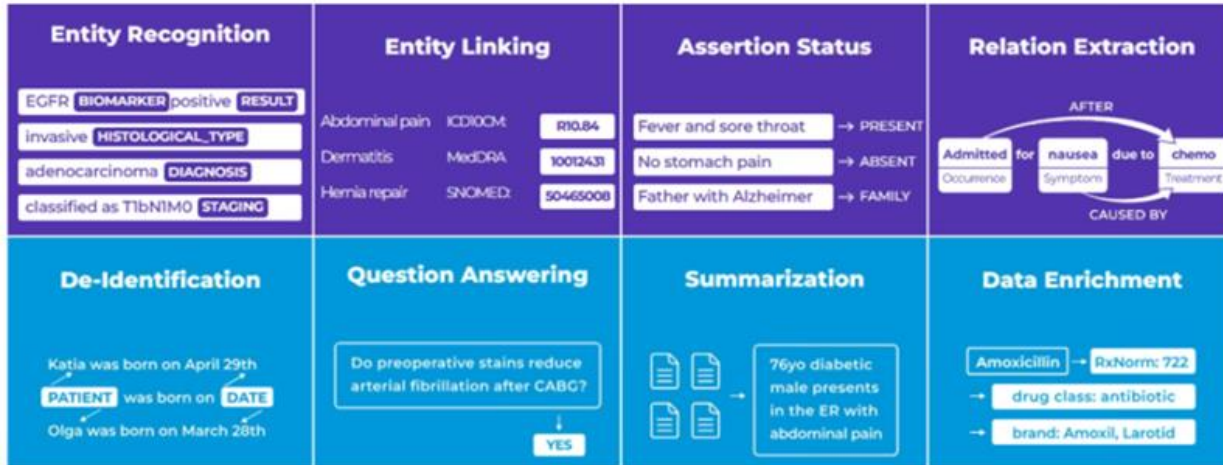 Entity Recognition
EGFR BIOMARKER positive RESULT
invasive HISTOLOGICAL_TYPE
adenocarcinoma DIAGNOSIS
classified as T1bN1M0 STAGING
Entity Linking
Abdominal pain ICD10CM: R10.84
Dermatitis MedDRA 10012431
Hernia repair SNOMED: 50465008
Assertion Status
Fever and sore throat → PRESENT
No stomach pain → ABSENT
Father with Alzheimer → FAMILY
Relation Extraction
AFTER
Admitted for nausea due to chemo
Occurrence Symptom Treatment
CAUSED BY
De-Identification
Katia was born on April 29th
PATIENT was born on DATE
Olga was born on March 28th
Question Answering
Do preoperative stains reduce
arterial fibrillation after CABG?
YES
Summarization
76yo diabetic
male presents
in the ER with
abdominal pain
Data Enrichment
Amoxicillin → RxNorm: 722
→ drug class: antibiotic
→ brand: Amoxil, Larotid